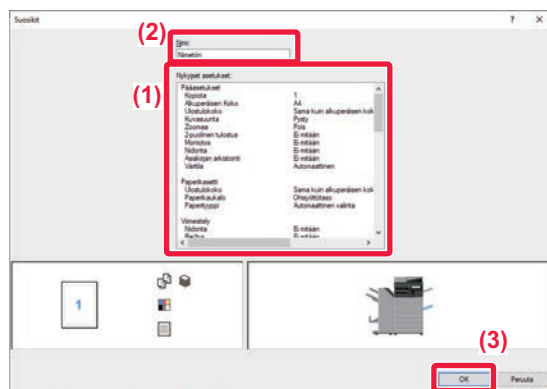 Suosikit ? ×
(2)
Nimi:
Nimetön
Nykyiset asetukset:
(1)
Pääasetukset
Kopiota 1
Alkuperäisen Koko A4
Ulostulokoko Sama kuin alkuperäisen kok
Kuvasuunta Pysty
Zoomaa Pois
2-puolinen tulostus Ei mitään
Moniotos Ei mitään
Nidonta Ei mitään
Asiakirjan arkistointi Ei mitään
Väritila Automaattinen
Paperikasetti
Ulostulokoko Sama kuin alkuperäisen kok
Paperikaukalo Ohisyöttötaso
Paperityyppi Automaattinen valinta
Viimeistely
Nidonta Ei mitään
Ei mitään
1
(3)
OK Peruuta